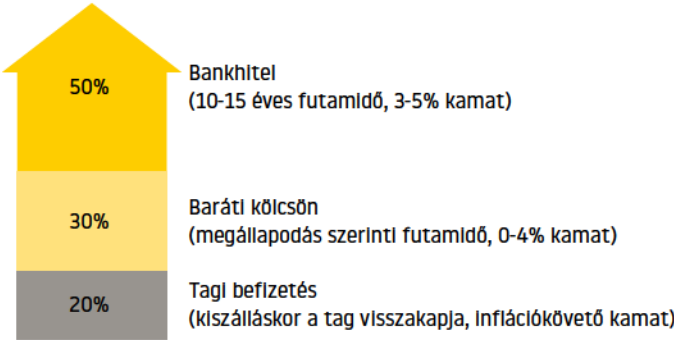 50%
Bankhitel
(10-15 éves futamidő, 3-5% kamat)
30%
Baráti kölcsön
(megállapodás szerinti futamidő, 0-4% kamat)
20%
Tagi befizetés
(kiszálláskor a tag visszakapja, inflációkövető kamat)